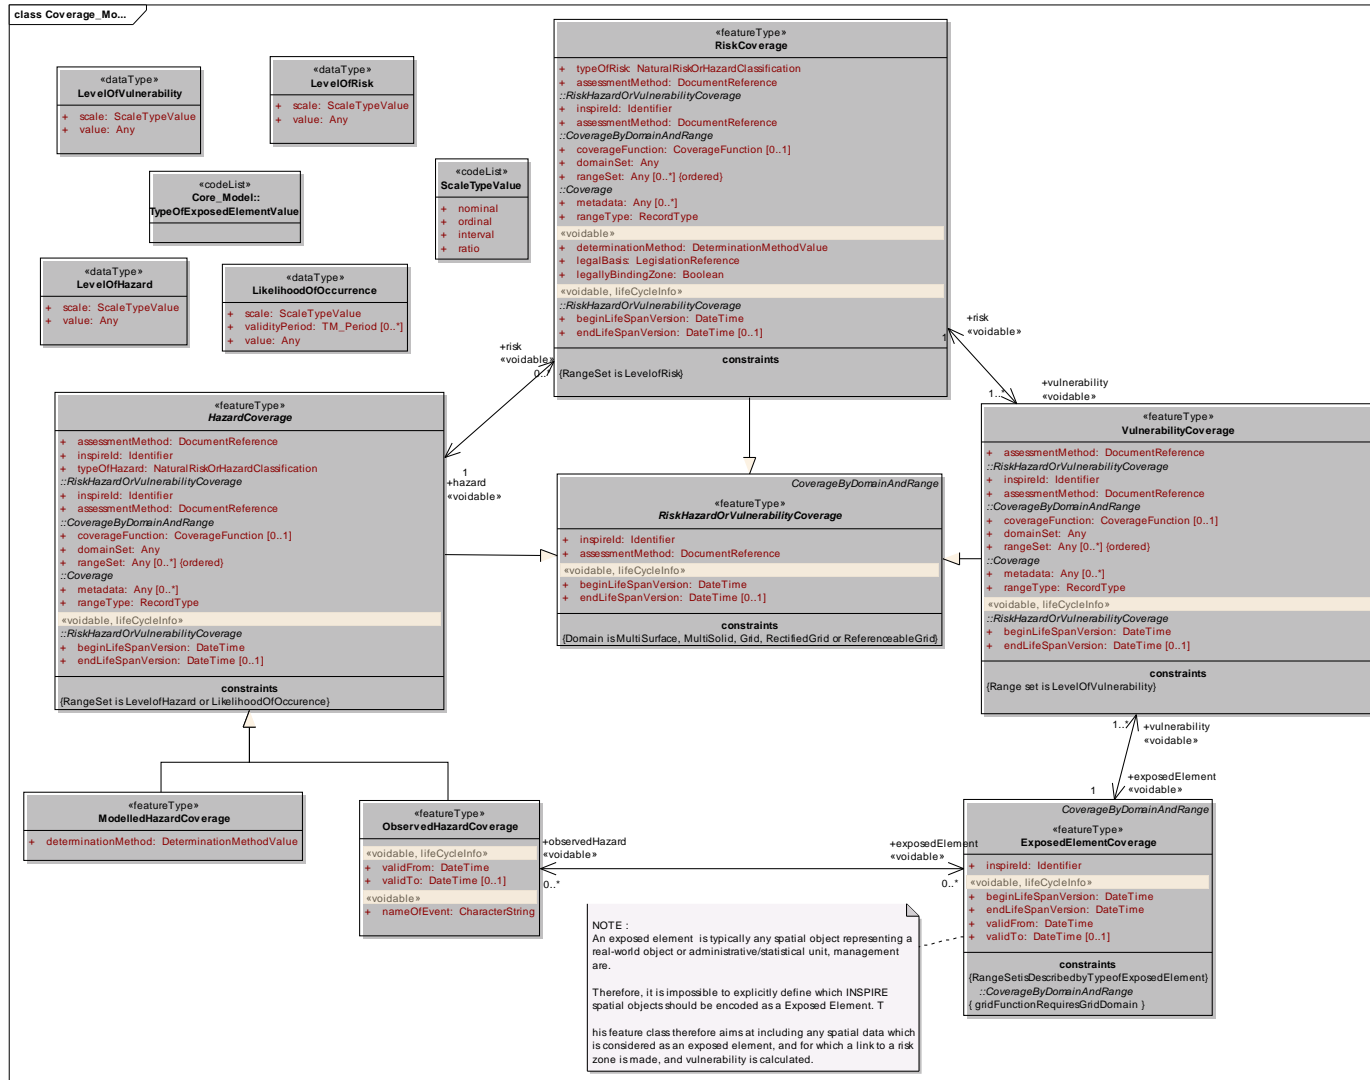 class Coverage_Mo...
«dataType»
LevelOfVulnerability
+ scale: ScaleTypeValue
+ value: Any
«dataType»
LevelOfRisk
+ scale: ScaleTypeValue
+ value: Any
«codeList»
Core_Model::
TypeOfExposedElementValue
«codeList»
ScaleTypeValue
+ nominal
+ ordinal
+ interval
+ ratio
«dataType»
LevelOfHazard
+ scale: ScaleTypeValue
+ value: Any
«dataType»
LikelihoodOfOccurrence
+ scale: ScaleTypeValue
+ validityPeriod: TM_Period [0..*]
+ value: Any
«featureType»
RiskCoverage
+ typeOfRisk: NaturalRiskOrHazardClassification
+ assessmentMethod: DocumentReference
::RiskHazardOrVulnerabilityCoverage
+ inspireId: Identifier
+ assessmentMethod: DocumentReference
::CoverageByDomainAndRange
+ coverageFunction: CoverageFunction [0..1]
+ domainSet: Any
+ rangeSet: Any [0..*] {ordered}
::Coverage
+ metadata: Any [0..*]
+ rangeType: RecordType
«voidable»
+ determinationMethod: DeterminationMethodValue
+ legalBasis: LegislationReference
+ legallyBindingZone: Boolean
«voidable, lifeCycleInfo»
::RiskHazardOrVulnerabilityCoverage
+ beginLifeSpanVersion: DateTime
+ endLifeSpanVersion: DateTime [0..1]
constraints
{RangeSet is LevelofRisk}
+risk
«voidable»
0..*
1
+hazard
«voidable»
+risk
«voidable»
1
+vulnerability
«voidable»
1..*
«featureType»
HazardCoverage
+ assessmentMethod: DocumentReference
+ inspireId: Identifier
+ typeOfHazard: NaturalRiskOrHazardClassification
::RiskHazardOrVulnerabilityCoverage
+ inspireId: Identifier
+ assessmentMethod: DocumentReference
::CoverageByDomainAndRange
+ coverageFunction: CoverageFunction [0..1]
+ domainSet: Any
+ rangeSet: Any [0..*] {ordered}
::Coverage
+ metadata: Any [0..*]
+ rangeType: RecordType
«voidable, lifeCycleInfo»
::RiskHazardOrVulnerabilityCoverage
+ beginLifeSpanVersion: DateTime
+ endLifeSpanVersion: DateTime [0..1]
constraints
{RangeSet is LevelofHazard or LikelihoodOfOccurence}
CoverageByDomainAndRange
«featureType»
RiskHazardOrVulnerabilityCoverage
+ inspireId: Identifier
+ assessmentMethod: DocumentReference
«voidable, lifeCycleInfo»
+ beginLifeSpanVersion: DateTime
+ endLifeSpanVersion: DateTime [0..1]
constraints
{Domain is MultiSurface, MultiSolid, Grid, RectifiedGrid or ReferenceableGrid}
«featureType»
VulnerabilityCoverage
+ assessmentMethod: DocumentReference
::RiskHazardOrVulnerabilityCoverage
+ inspireId: Identifier
+ assessmentMethod: DocumentReference
::CoverageByDomainAndRange
+ coverageFunction: CoverageFunction [0..1]
+ domainSet: Any
+ rangeSet: Any [0..*] {ordered}
::Coverage
+ metadata: Any [0..*]
+ rangeType: RecordType
«voidable, lifeCycleInfo»
::RiskHazardOrVulnerabilityCoverage
+ beginLifeSpanVersion: DateTime
+ endLifeSpanVersion: DateTime [0..1]
constraints
{Range set is LevelOfVulnerability}
1..*
+vulnerability
«voidable»
+exposedElement
«voidable»
1
«featureType»
ModelledHazardCoverage
+ determinationMethod: DeterminationMethodValue
«featureType»
ObservedHazardCoverage
«voidable, lifeCycleInfo»
+ validFrom: DateTime
+ validTo: DateTime [0..1]
«voidable»
+ nameOfEvent: CharacterString
+observedHazard
«voidable»
0..*
+exposedElement
«voidable»
0..*
CoverageByDomainAndRange
«featureType»
ExposedElementCoverage
+ inspireId: Identifier
«voidable, lifeCycleInfo»
+ beginLifeSpanVersion: DateTime
+ endLifeSpanVersion: DateTime
+ validFrom: DateTime
+ validTo: DateTime [0..1]
constraints
{RangeSetisDescribedbyTypeofExposedElement}
::CoverageByDomainAndRange
{ gridFunctionRequiresGridDomain }
NOTE :
An exposed element is typically any spatial object representing a
real-world object or administrative/statistical unit, management
are.
Therefore, it is impossible to explicitly define which INSPIRE
spatial objects should be encoded as a Exposed Element. T
his feature class therefore aims at including any spatial data which
is considered as an exposed element, and for which a link to a risk
zone is made, and vulnerability is calculated.